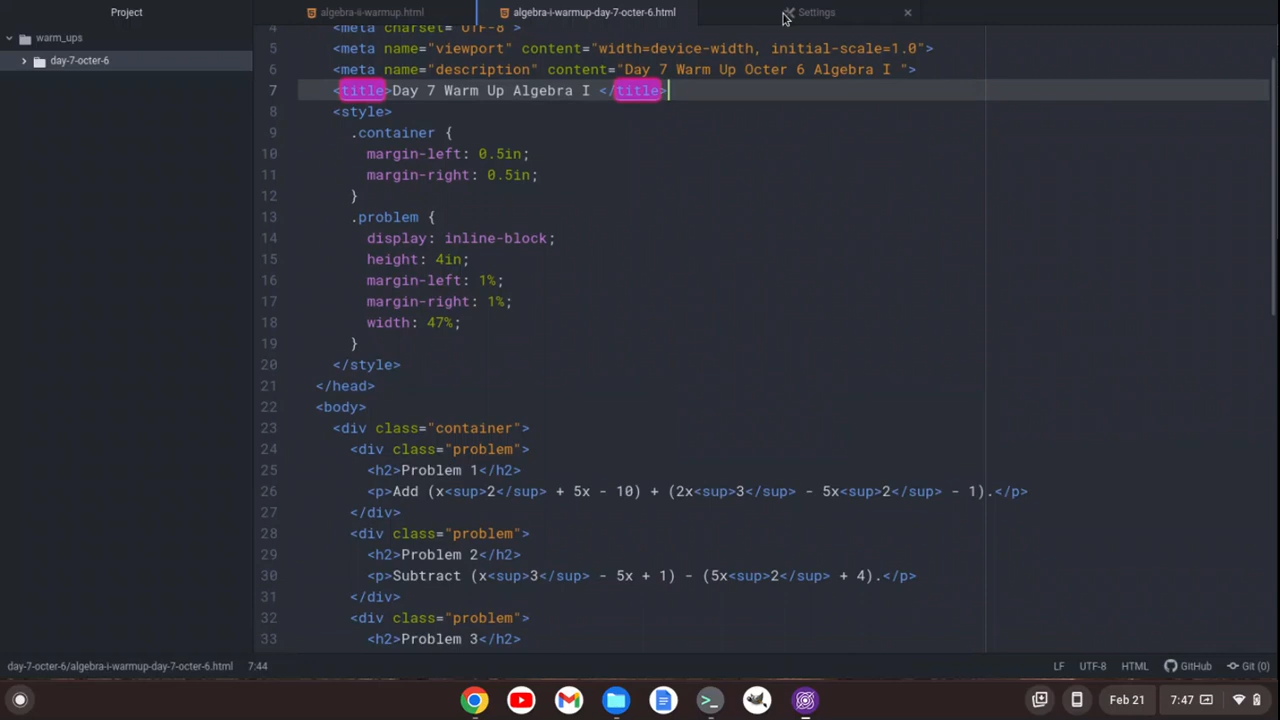 Project
algebra-i-warmup.html
algebra-i-warmup-day-7-octer-6.html
Settings
warm_ups
day-7-octer-6
4 <meta charset="UTF-8">
5 <meta name="viewport" content="width=device-width, initial-scale=1.0">
6 <meta name="description" content="Day 7 Warm Up Octer 6 Algebra I ">
7 <title>Day 7 Warm Up Algebra I </title>
8 <style>
9 .container {
10 margin-left: 0.5in;
11 margin-right: 0.5in;
12 }
13 .problem {
14 display: inline-block;
15 height: 4in;
16 margin-left: 1%;
17 margin-right: 1%;
18 width: 47%;
19 }
20 </style>
21 </head>
22 <body>
23 <div class="container">
24 <div class="problem">
25 <h2>Problem 1</h2>
26 <p>Add (x<sup>2</sup> + 5x - 10) + (2x<sup>3</sup> - 5x<sup>2</sup> - 1).</p>
27 </div>
28 <div class="problem">
29 <h2>Problem 2</h2>
30 <p>Subtract (x<sup>3</sup> - 5x + 1) - (5x<sup>2</sup> + 4).</p>
31 </div>
32 <div class="problem">
33 <h2>Problem 3</h2>
day-7-octer-6/algebra-i-warmup-day-7-octer-6.html 7:44 LF UTF-8 HTML GitHub Git (0)
Feb 21 7:47